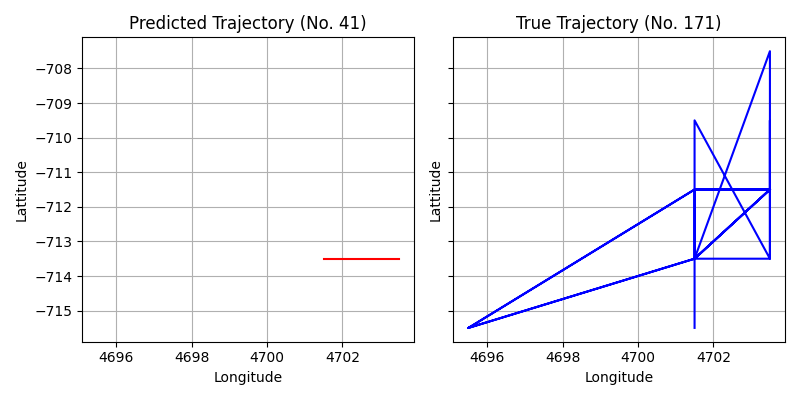 Predicted Trajectory (No. 41)
−708
−709
−710
−711
−712
−713
−714
−715
Lattitude
4696
4698
4700
4702
Longitude
True Trajectory (No. 171)
Lattitude
4696
4698
4700
4702
Longitude